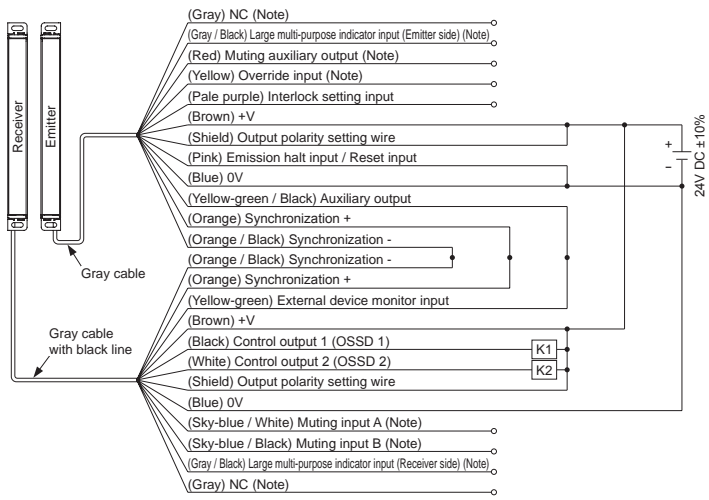 (Gray) NC (Note)
(Gray / Black) Large multi-purpose indicator input (Emitter side) (Note)
(Red) Muting auxiliary output (Note)
(Yellow) Override input (Note)
(Pale purple) Interlock setting input
(Brown) +V
(Shield) Output polarity setting wire
(Pink) Emission halt input / Reset input
(Blue) 0V
(Yellow-green / Black) Auxiliary output
(Orange) Synchronization +
(Orange / Black) Synchronization -
(Orange / Black) Synchronization -
(Orange) Synchronization +
(Yellow-green) External device monitor input
(Brown) +V
(Black) Control output 1 (OSSD 1)
(White) Control output 2 (OSSD 2)
(Shield) Output polarity setting wire
(Blue) 0V
(Sky-blue / White) Muting input A (Note)
(Sky-blue / Black) Muting input B (Note)
(Gray / Black) Large multi-purpose indicator input (Receiver side) (Note)
(Gray) NC (Note)
Receiver
Emitter
Gray cable
Gray cable
with black line
K1
K2
+
−
24V DC ±10%